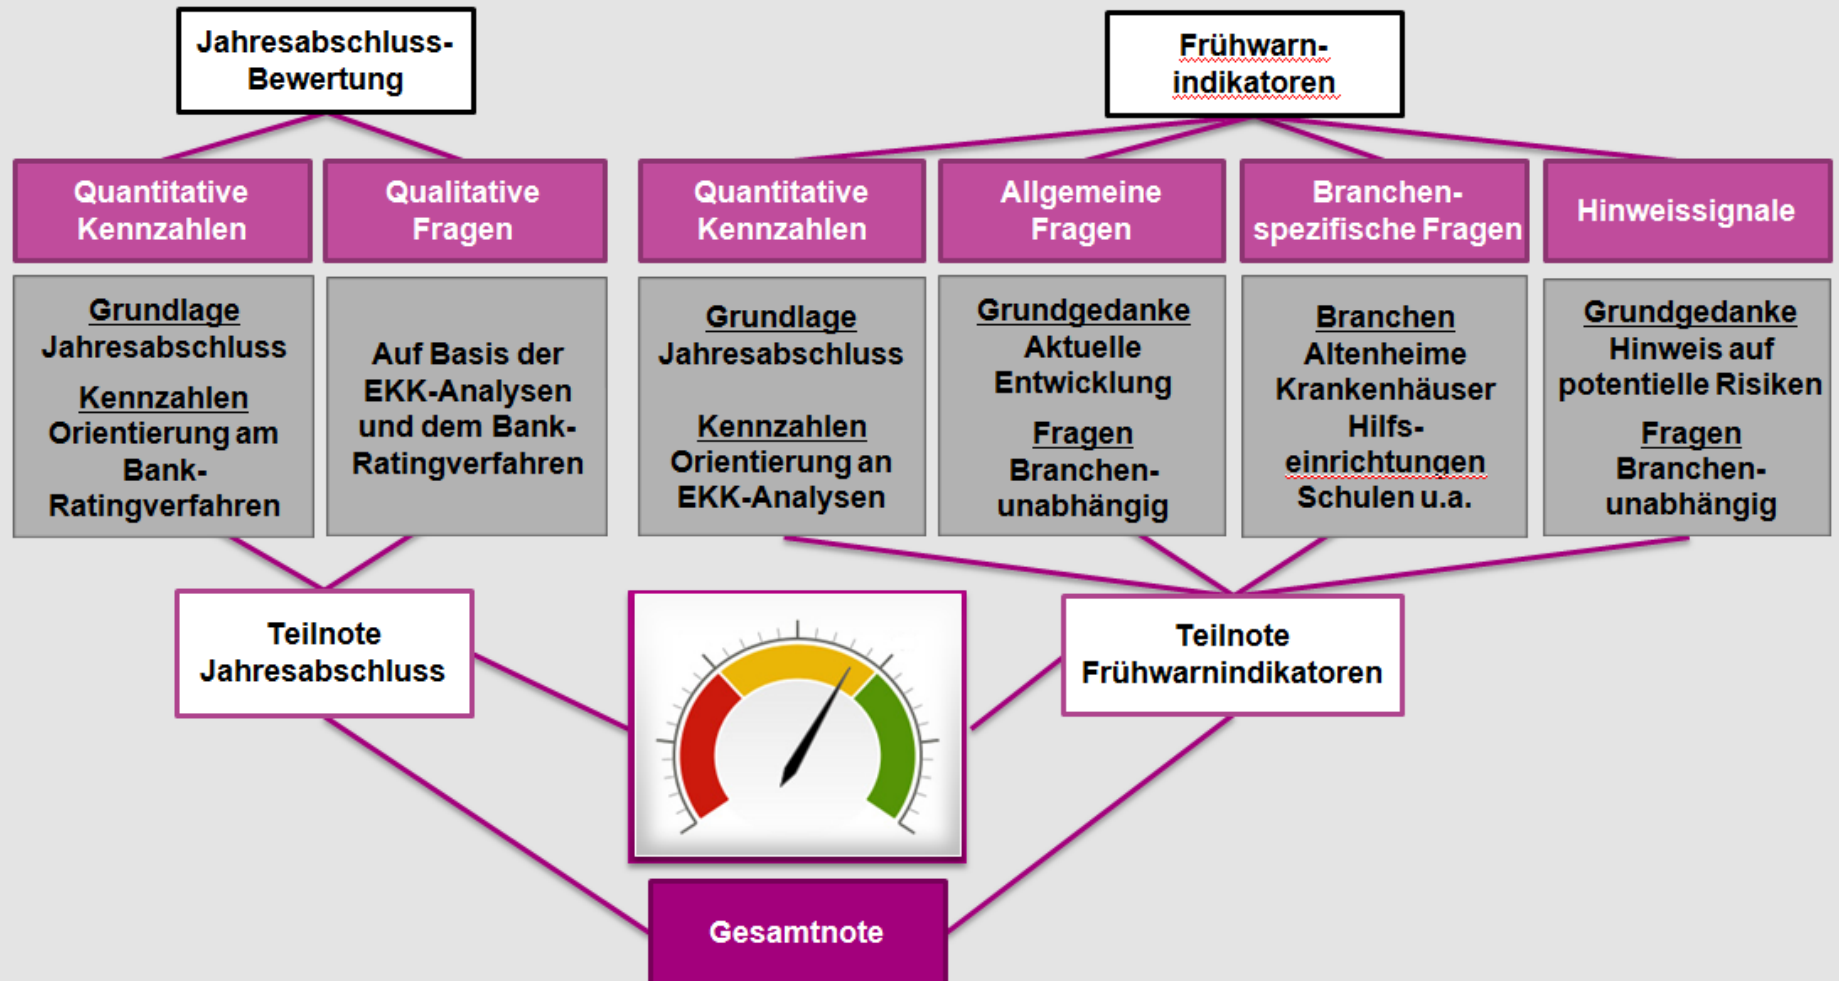 Jahresabschluss-
Bewertung
Frühwarn-
indikatoren
Quantitative
Kennzahlen
Qualitative
Fragen
Quantitative
Kennzahlen
Allgemeine
Fragen
Branchen-
spezifische Fragen
Hinweissignale
Grundlage
Jahresabschluss
Kennzahlen
Orientierung am
Bank-
Ratingverfahren
Auf Basis der
EKK-Analysen
und dem Bank-
Ratingverfahren
Grundlage
Jahresabschluss
Kennzahlen
Orientierung an
EKK-Analysen
Grundgedanke
Aktuelle
Entwicklung
Fragen
Branchen-
unabhängig
Branchen
Altenheime
Krankenhäuser
Hilfs-
einrichtungen
Schulen u.a.
Grundgedanke
Hinweis auf
potentielle Risiken
Fragen
Branchen-
unabhängig
Teilnote
Jahresabschluss
Teilnote
Frühwarnindikatoren
Gesamtnote